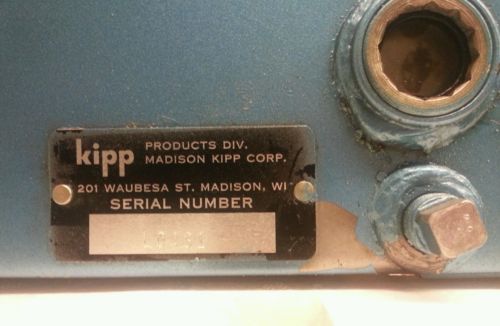 kipp
PRODUCTS DIV.
MADISON KIPP CORP.
201 WAUBESA ST. MADISON, WI
SERIAL NUMBER